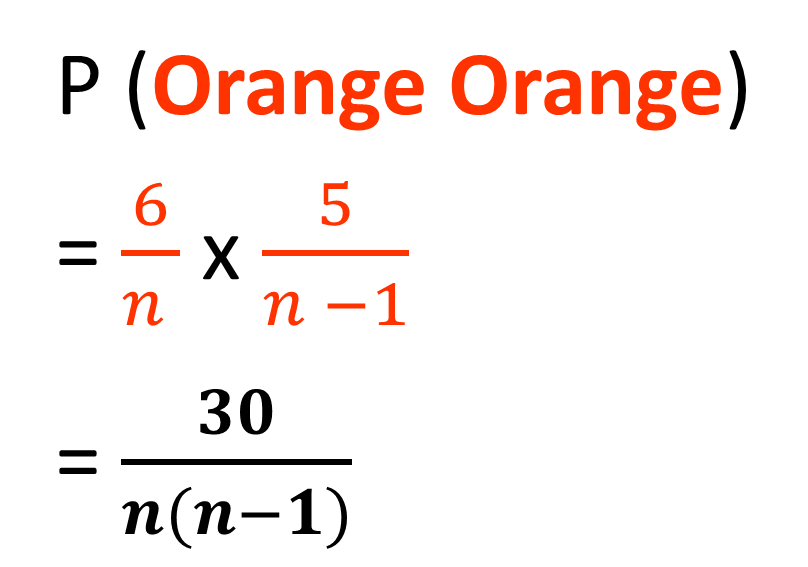 P (Orange Orange)
= 6/n x 5/(n −1)
= 30/n(n−1)